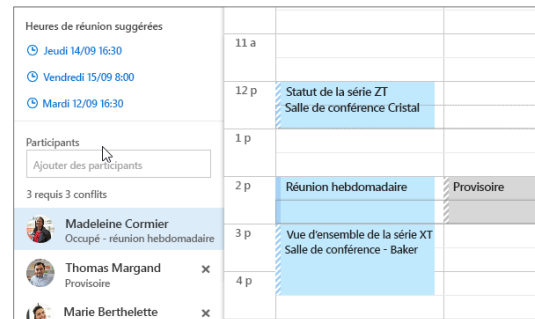 Heures de réunion suggérées
Jeudi 14/09 16:30
Vendredi 15/09 8:00
Mardi 12/09 16:30
Participants
Ajouter des participants
3 requis 3 conflits
Madeleine Cormier
Occupé - réunion hebdomadaire
Thomas Margand
Provisoire
Marie Berthelette
11 a
12 p
Statut de la série ZT
Salle de conférence Cristal
1 p
2 p
Réunion hebdomadaire
Provisoire
3 p
Vue d'ensemble de la série XT
Salle de conférence - Baker
4 p